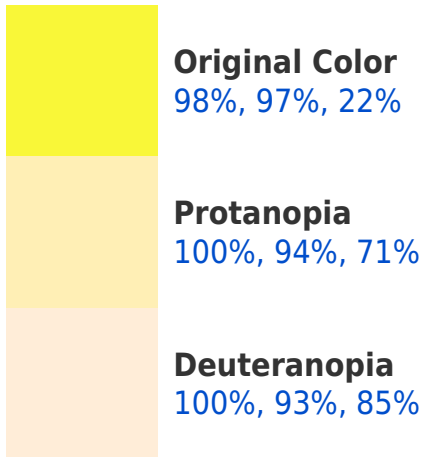 Original Color
98%, 97%, 22%
Protanopia
100%, 94%, 71%
Deuteranopia
100%, 93%, 85%